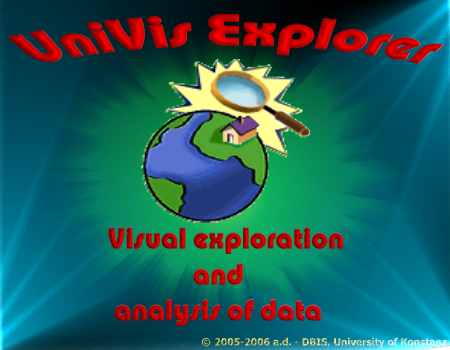 UniVis Explorer
Visual exploration
and
analysis of data
© 2005-2006 a.d. - DBIS, University of Konstanz